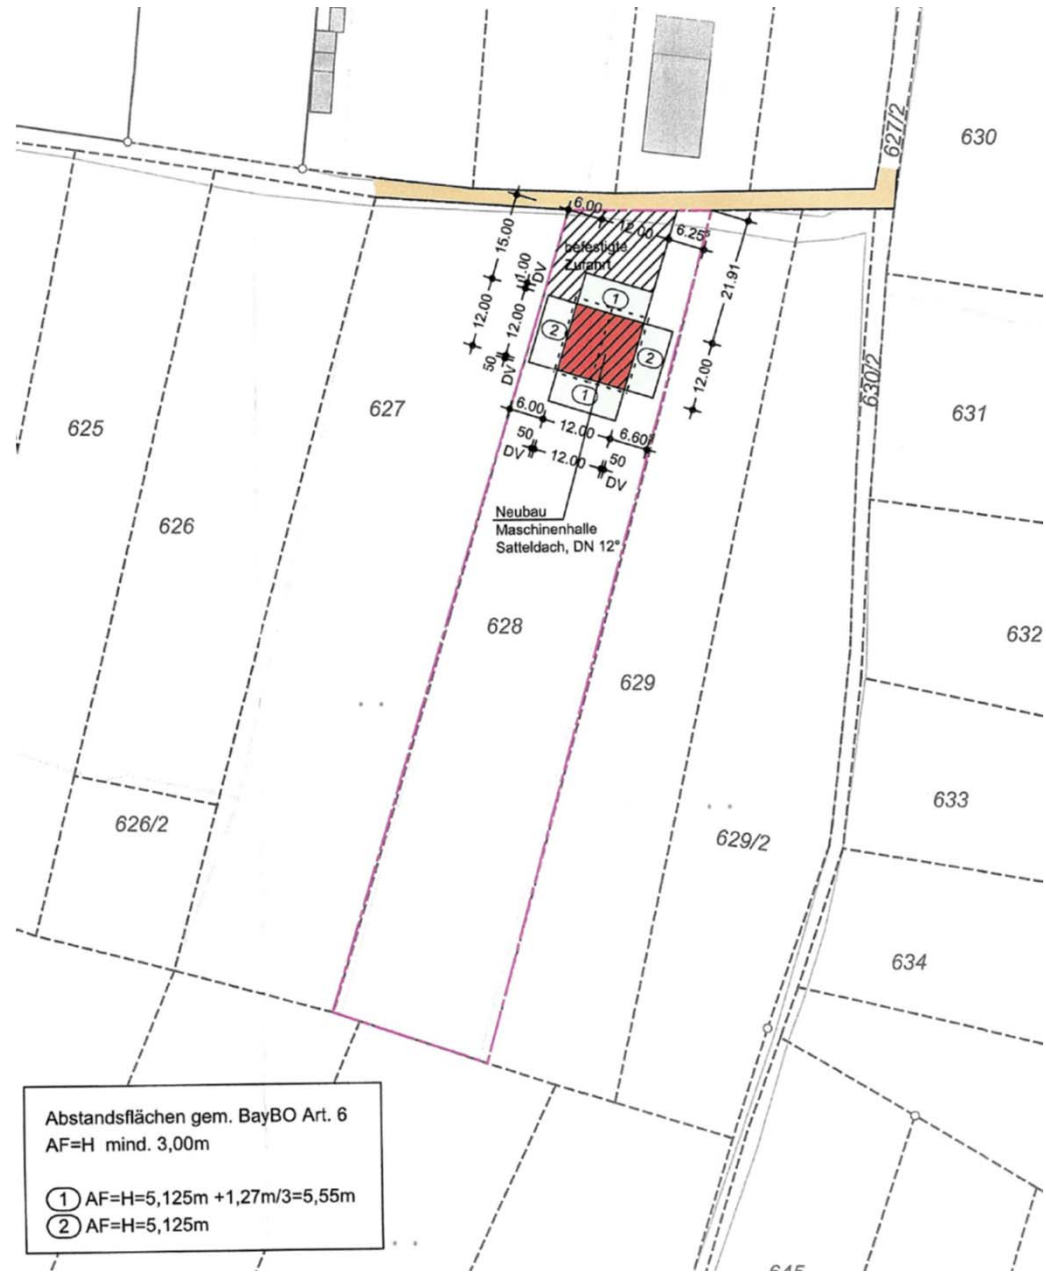 627/2
630
6.00
12.00
6.25⁵
15.00
befestigte
Zufahrt
1.00
DV
21.91
12.00
12.00
1
2
2
1
12.00
50
DV
630/2
631
627
625
6.00
12.00
6.60⁵
50
DV
12.00
50
DV
626
Neubau
Maschinenhalle
Satteldach, DN 12°
628
632
629
633
626/2
629/2
634
Abstandsflächen gem. BayBO Art. 6
AF=H mind. 3,00m
1 AF=H=5,125m +1,27m/3=5,55m
2 AF=H=5,125m
645